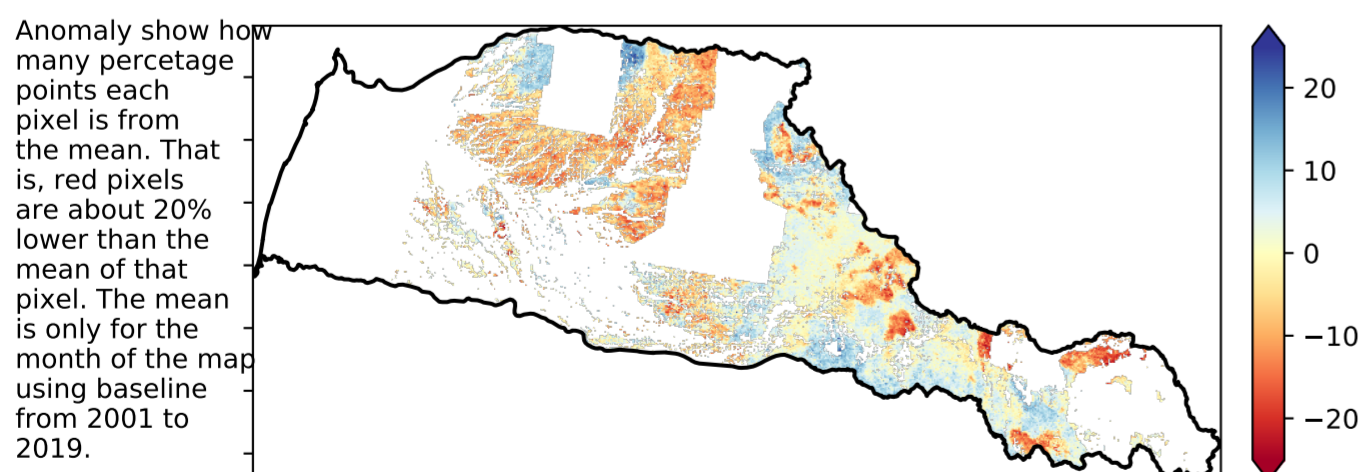 Anomaly show how
many percetage
points each
pixel is from
the mean. That
is, red pixels
are about 20%
lower than the
mean of that
pixel. The mean
is only for the
month of the map
using baseline
from 2001 to
2019.
20
10
0
−10
−20